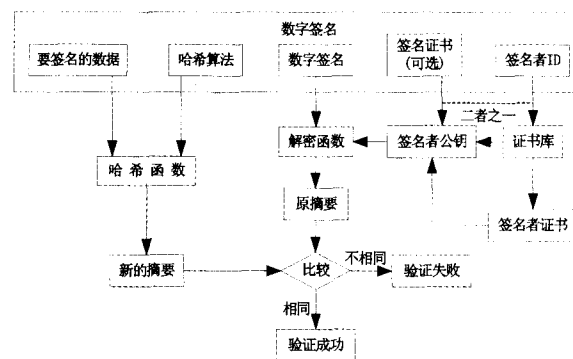 数字签名
要签名的数据
哈希算法
数字签名
签名证书
(可选)
签名者ID
二者之一
解密函数
签名者公钥
证书库
哈希函数
原摘要
签名者证书
新的摘要
比较
不相同
验证失败
相同
验证成功